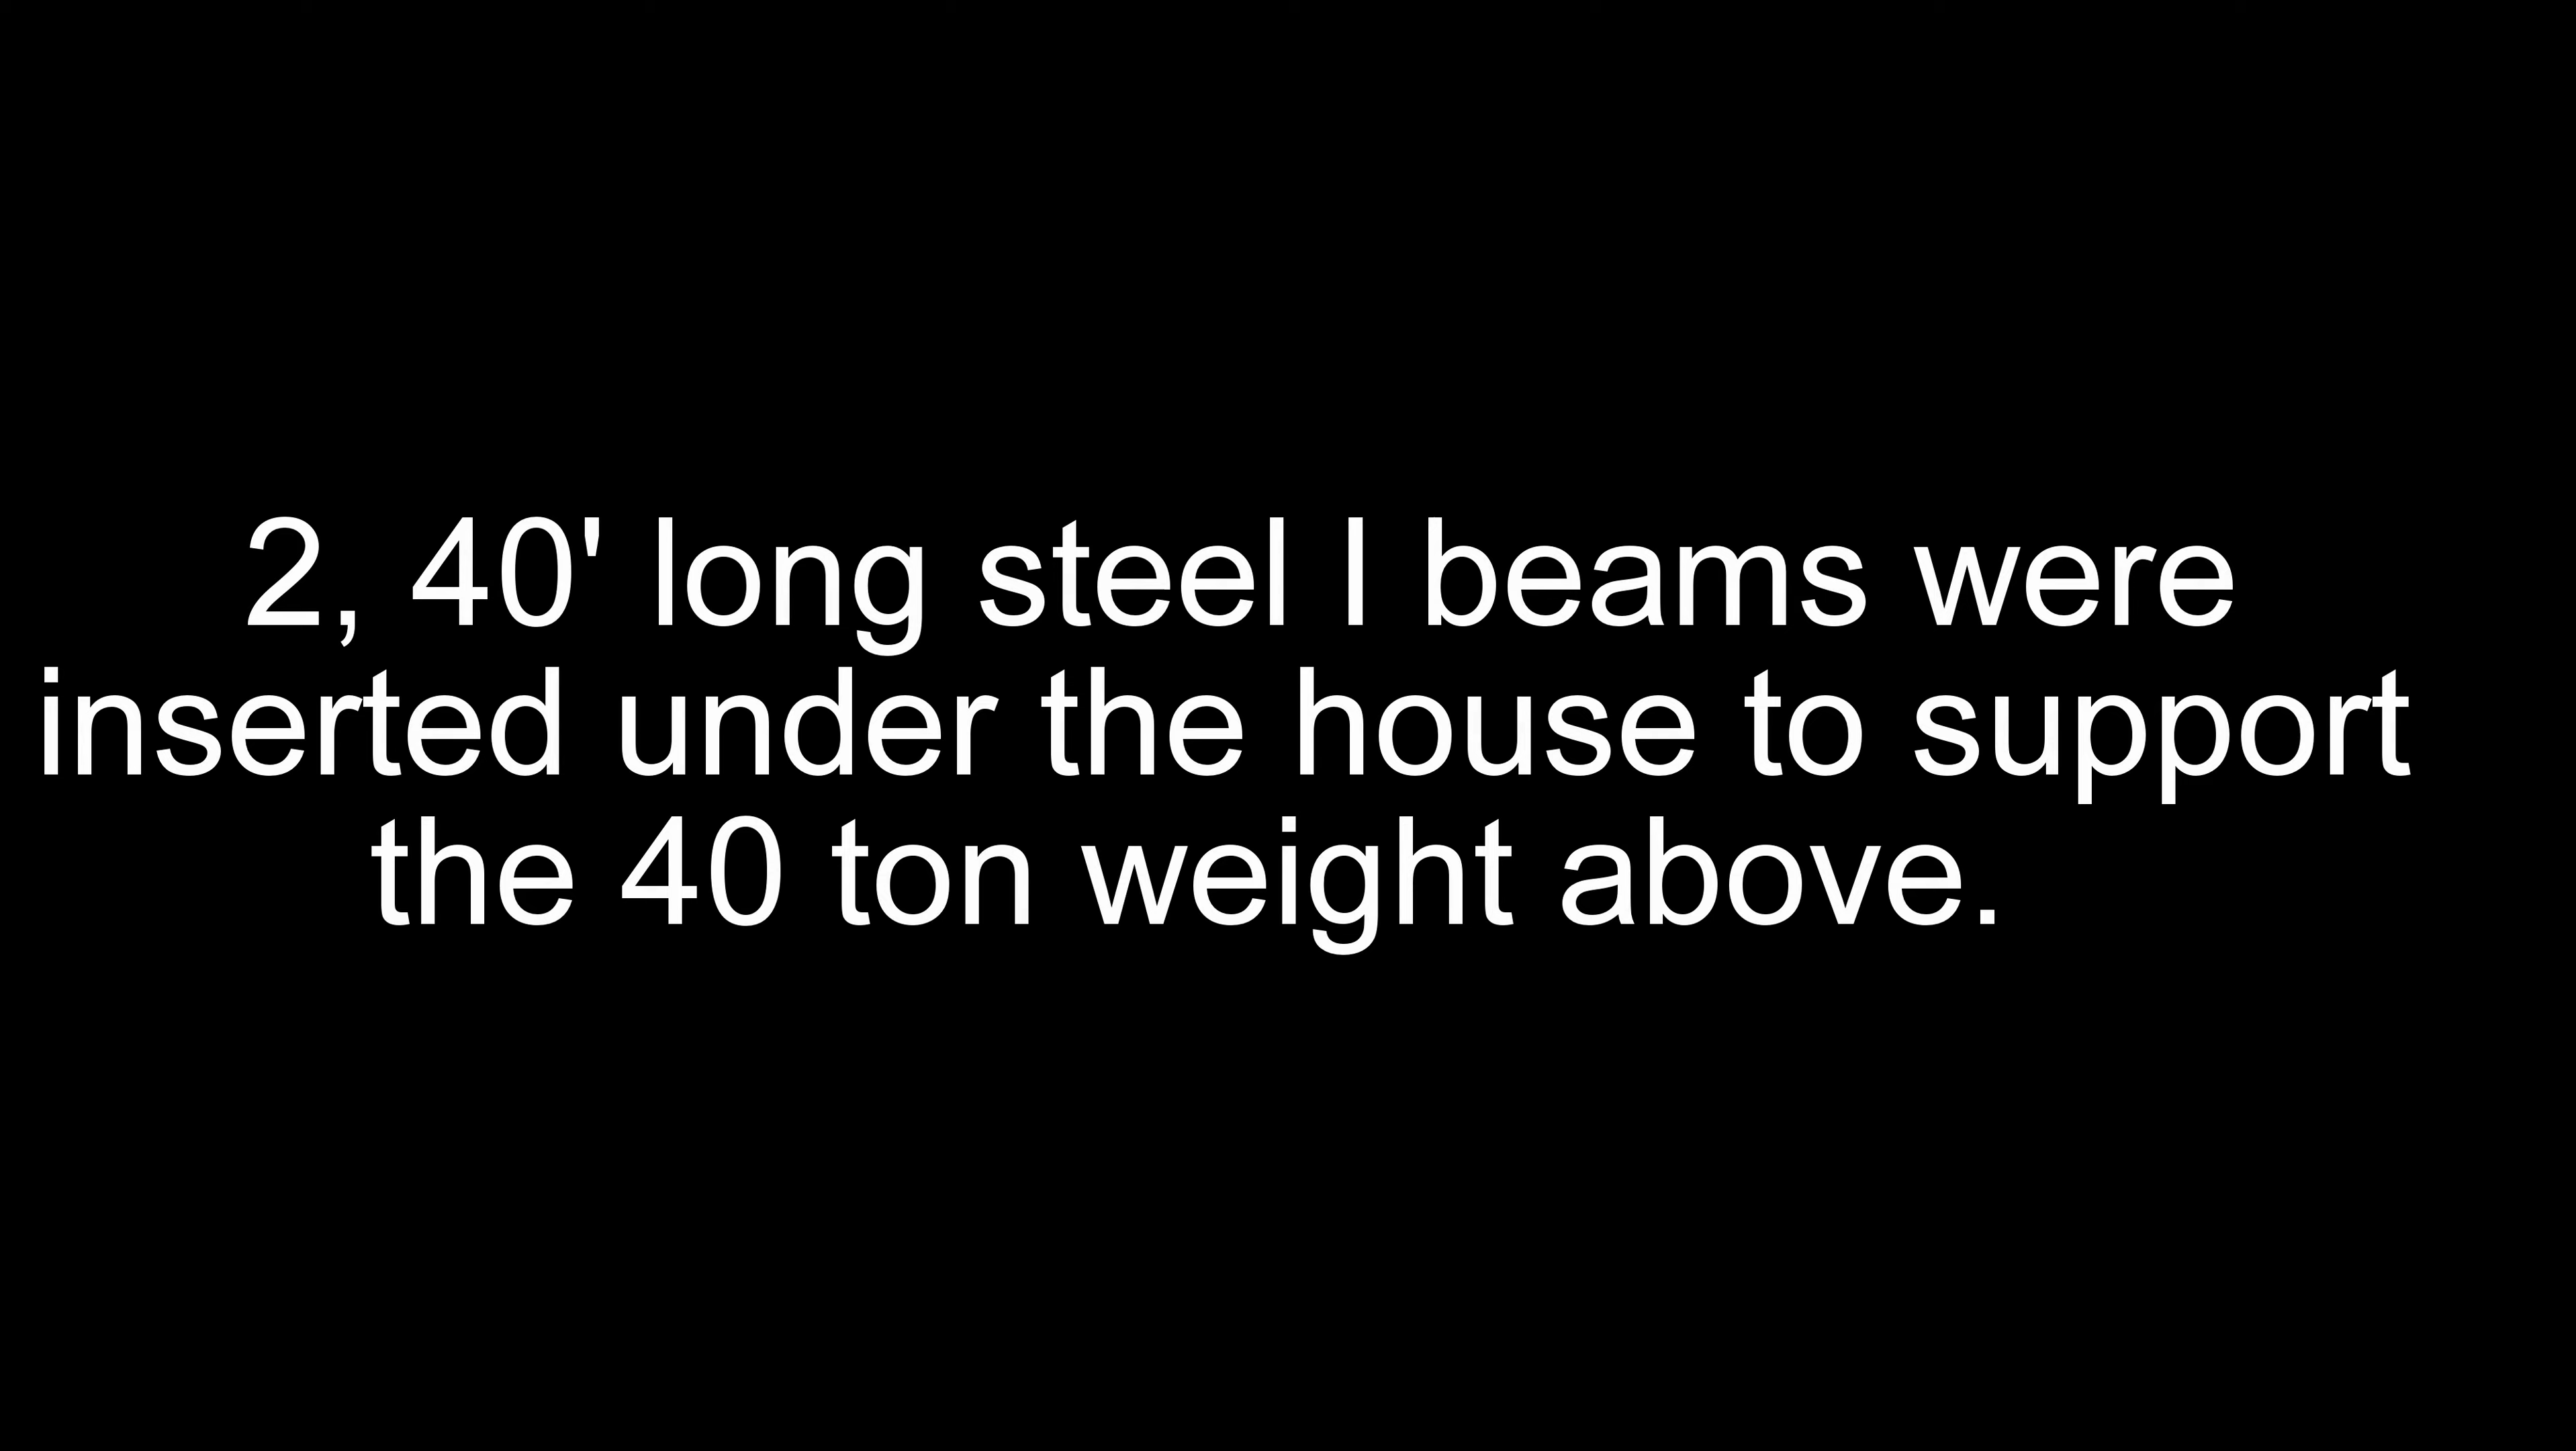 2, 40' long steel I beams were
inserted under the house to support
the 40 ton weight above.